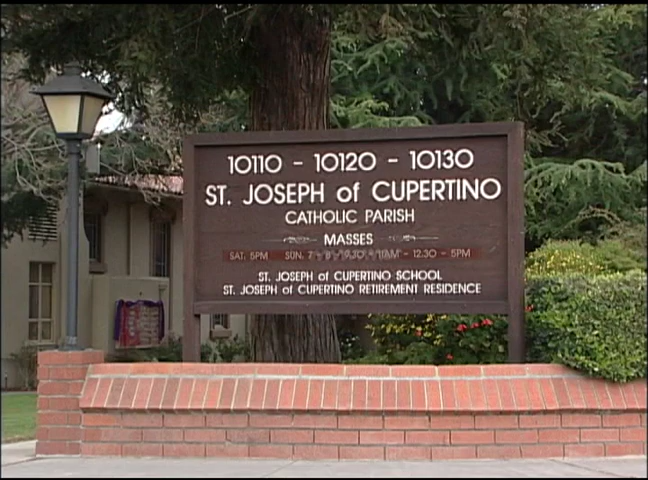 10110 - 10120 - 10130
ST. JOSEPH of CUPERTINO
CATHOLIC PARISH
MASSES
SAT. 5PM SUN. 7 - 12:30 - 5PM
ST. JOSEPH of CUPERTINO SCHOOL
ST. JOSEPH of CUPERTINO RETIREMENT RESIDENCE